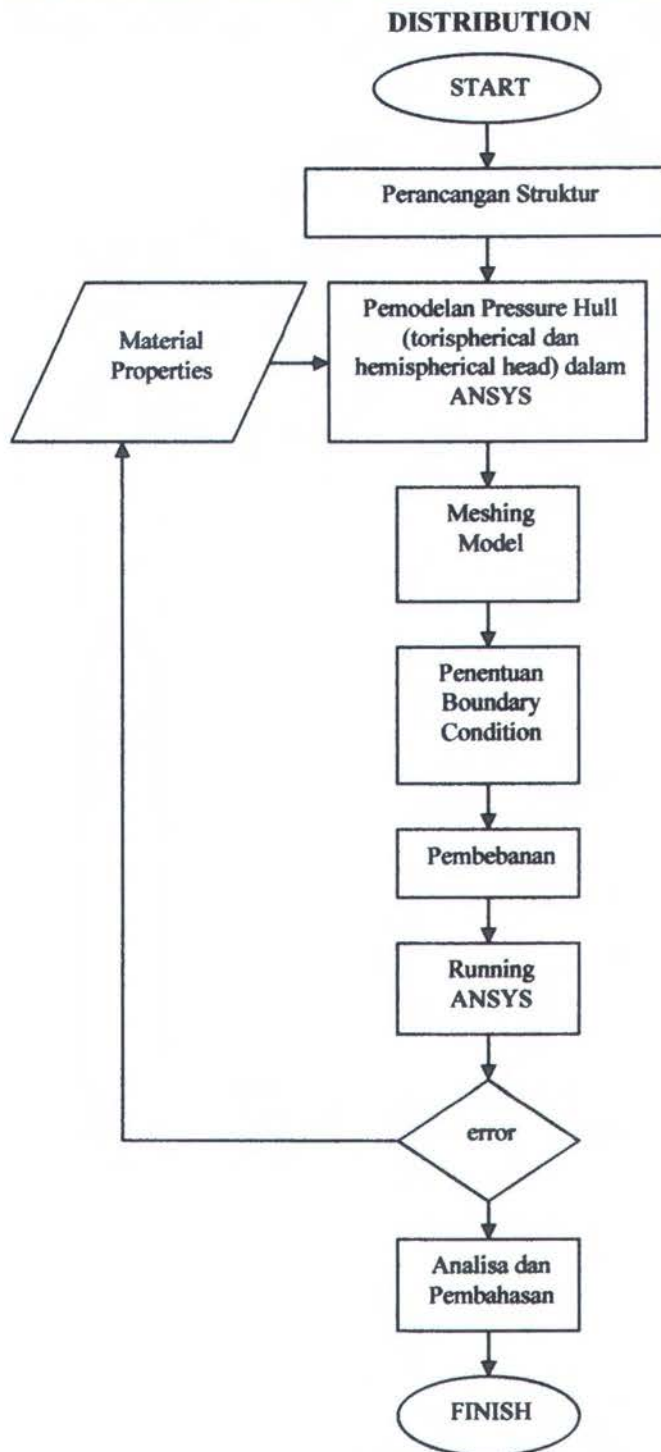 DISTRIBUTION
START
Perancangan Struktur
Material
Properties
Pemodelan Pressure Hull
(torispherical dan
hemispherical head) dalam
ANSYS
Meshing
Model
Penentuan
Boundary
Condition
Pembebanan
Running
ANSYS
error
Analisa dan
Pembahasan
FINISH